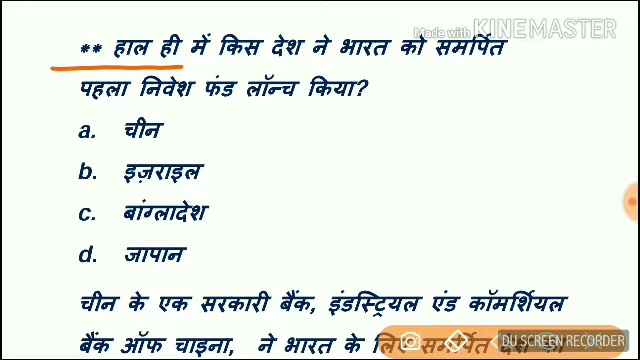 Made with KINEMASTER
** हाल ही में किस देश ने भारत को समर्पित
पहला निवेश फंड लॉन्च किया?
a. चीन
b. इज़राइल
c. बांग्लादेश
d. जापान
चीन के एक सरकारी बैंक, इंडस्ट्रियल एंड कॉमर्शियल
बैंक ऑफ चाइना, ने भारत के लिए समर्पित
DU SCREEN RECORDER